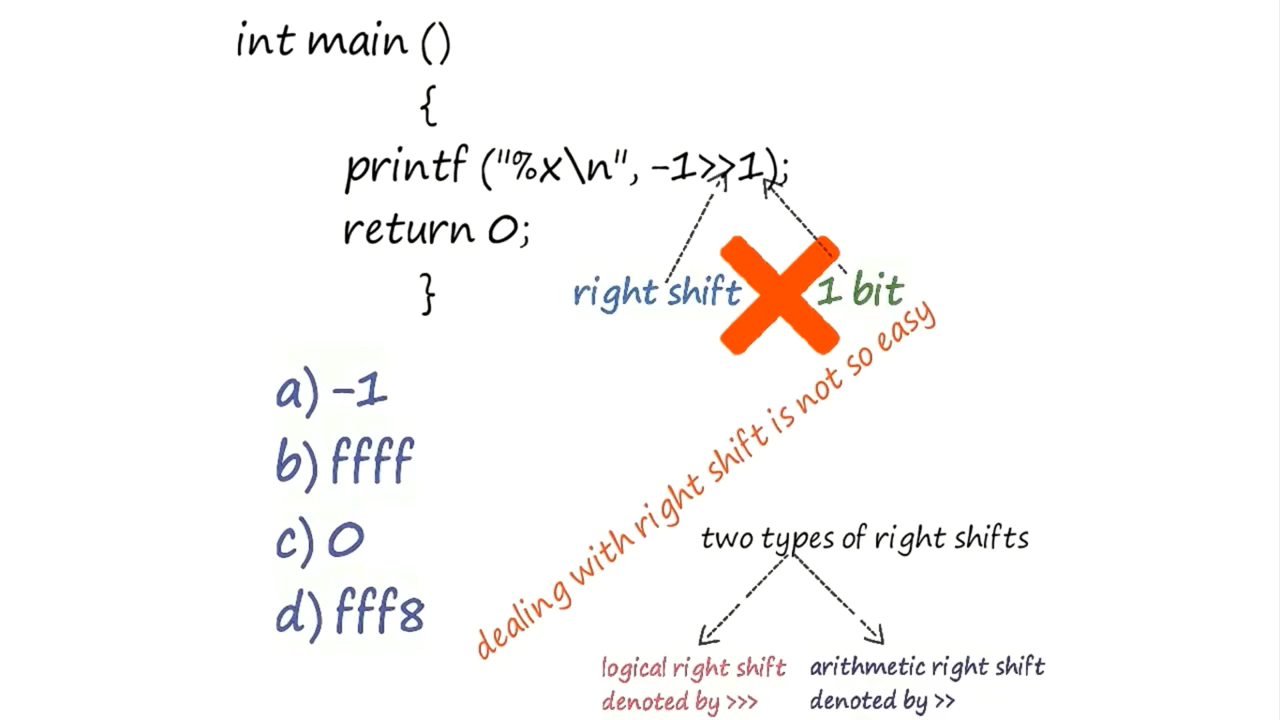 int main ()
{
printf ("%x\n", -1>>1);
return 0;
}
right shift
1 bit
a) -1
b) ffff
c) 0
d) fff8
dealing with right shift is not so easy
two types of right shifts
logical right shift
denoted by >>>
arithmetic right shift
denoted by >>